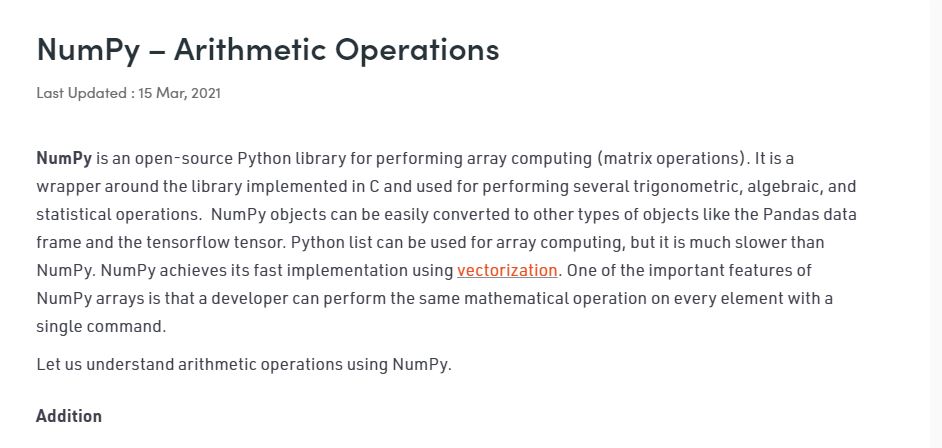 NumPy – Arithmetic Operations
Last Updated : 15 Mar, 2021
NumPy is an open-source Python library for performing array computing (matrix operations). It is a
wrapper around the library implemented in C and used for performing several trigonometric, algebraic, and
statistical operations.  NumPy objects can be easily converted to other types of objects like the Pandas data
frame and the tensorflow tensor. Python list can be used for array computing, but it is much slower than
NumPy. NumPy achieves its fast implementation using vectorization. One of the important features of
NumPy arrays is that a developer can perform the same mathematical operation on every element with a
single command.
Let us understand arithmetic operations using NumPy.
Addition